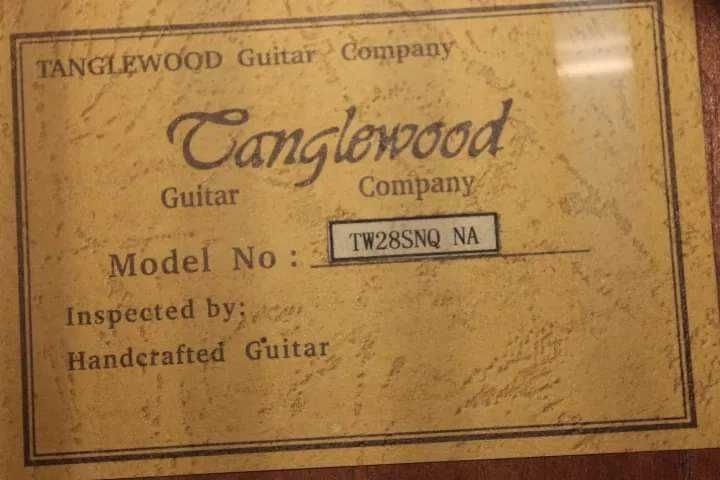 TANGLEWOOD Guitar Company
Tanglewood
Guitar Company
Model No : TW28SNQ NA
Inspected by:
Handcrafted Guitar